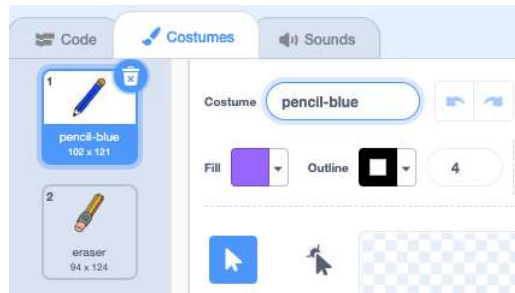 Code
Costumes
Sounds
1
pencil-blue
102 x 121
2
eraser
94 x 124
Costume
pencil-blue
Fill
Outline
4